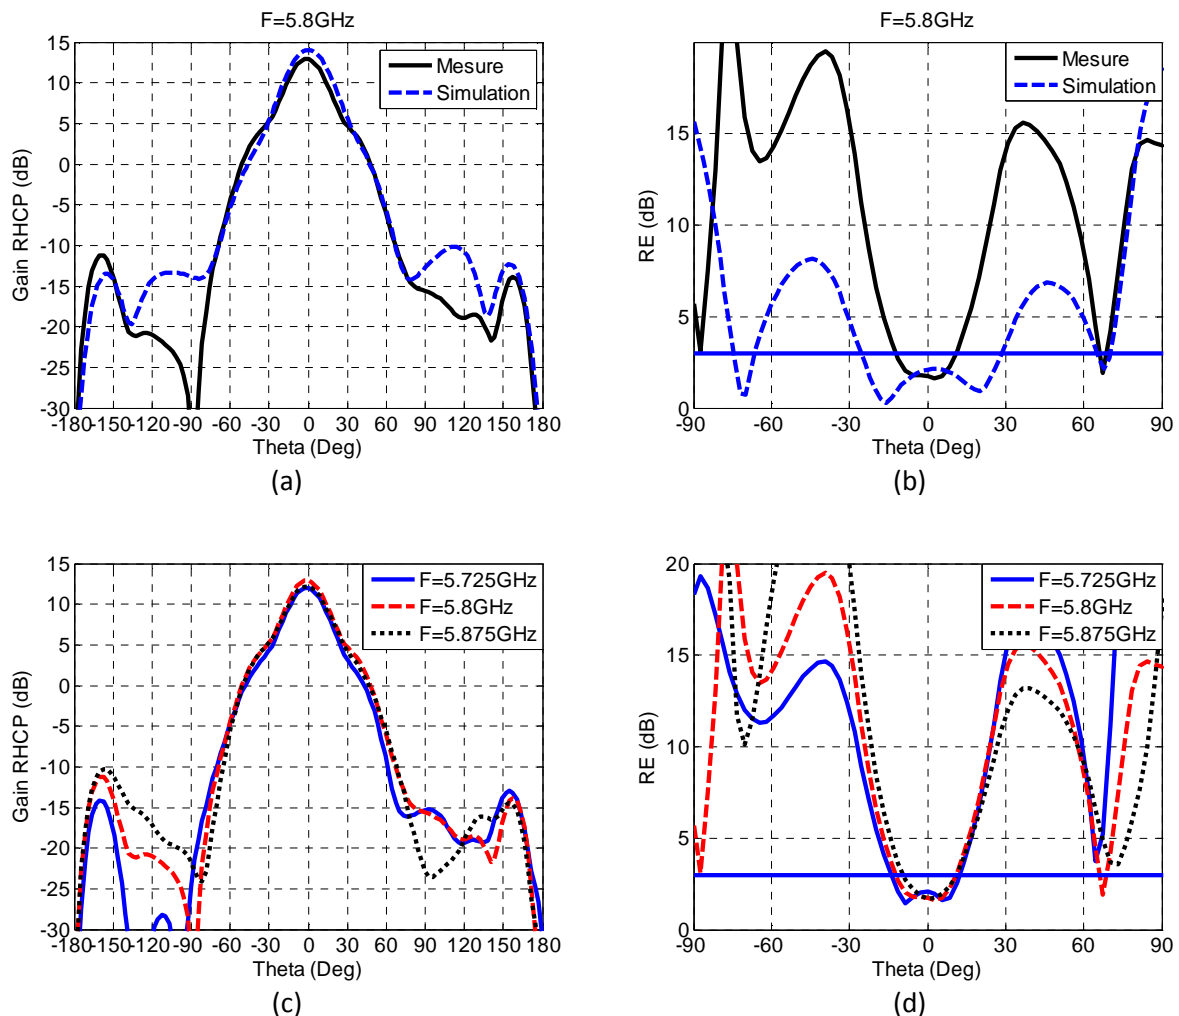 F=5.8GHz
15
10
5
0
-5
-10
-15
-20
-25
-30
Gain RHCP (dB)
Mesure
Simulation
-180-150-120 -90 -60 -30 0 30 60 90 120 150 180
Theta (Deg)
(a)
F=5.8GHz
15
10
5
0
RE (dB)
Mesure
Simulation
-90 -60 -30 0 30 60 90
Theta (Deg)
(b)
15
10
5
0
-5
-10
-15
-20
-25
-30
Gain RHCP (dB)
F=5.725GHz
F=5.8GHz
F=5.875GHz
-180-150-120 -90 -60 -30 0 30 60 90 120 150 180
Theta (Deg)
(c)
20
15
10
5
0
RE (dB)
F=5.725GHz
F=5.8GHz
F=5.875GHz
-90 -60 -30 0 30 60 90
Theta (Deg)
(d)